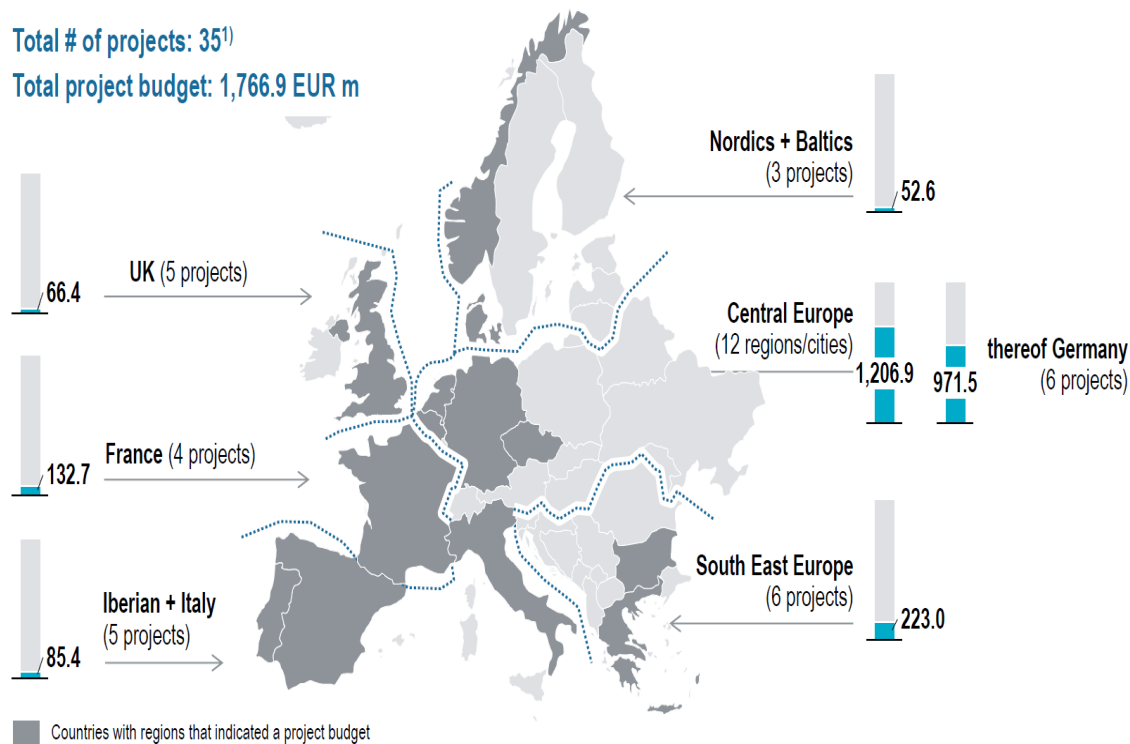 Total # of projects: 35¹⁾
Total project budget: 1,766.9 EUR m
Nordics + Baltics
(3 projects)
52.6
UK (5 projects)
66.4
Central Europe
(12 regions/cities)
1,206.9
971.5
thereof Germany
(6 projects)
France (4 projects)
132.7
South East Europe
(6 projects)
223.0
Iberian + Italy
(5 projects)
85.4
Countries with regions that indicated a project budget